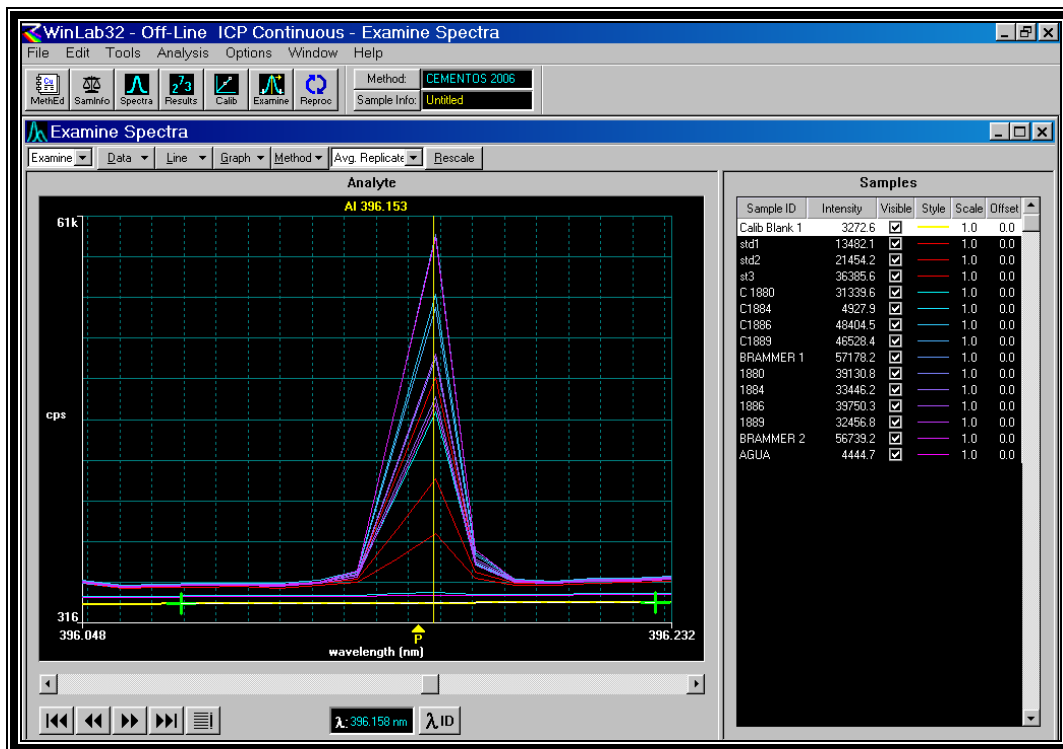 WinLab32 - Off-Line ICP Continuous - Examine Spectra
File Edit Tools Analysis Options Window Help
MethEd SamInfo Spectra Results Calib Examine Reproc
Method: CEMENTOS 2006
Sample Info: Untitled
Examine Spectra
Examine Data Line Graph Method Avg. Replicate Rescale
Analyte
Al 396.153
61k
cps
316
396.048
P
396.232
wavelength (nm)
λ: 396.158 nm λ ID
Samples
Sample ID Intensity Visible Style Scale Offset
Calib Blank 1 3272.6 1.0 0.0
std1 13482.1 1.0 0.0
std2 21454.2 1.0 0.0
st3 36385.6 1.0 0.0
C 1880 31339.6 1.0 0.0
C1884 4927.9 1.0 0.0
C1886 48404.5 1.0 0.0
C1889 46528.4 1.0 0.0
BRAMMER 1 57178.2 1.0 0.0
1880 39130.8 1.0 0.0
1884 33446.2 1.0 0.0
1886 39750.3 1.0 0.0
1889 32456.8 1.0 0.0
BRAMMER 2 56739.2 1.0 0.0
AGUA 4444.7 1.0 0.0